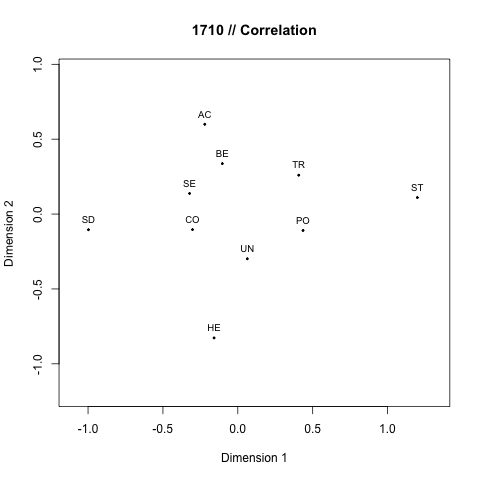 1710 // Correlation
1.0
0.5
0.0
-0.5
-1.0
Dimension 2
AC
BE
TR
SE
ST
SD
CO
PO
UN
HE
-1.0 -0.5 0.0 0.5 1.0
Dimension 1